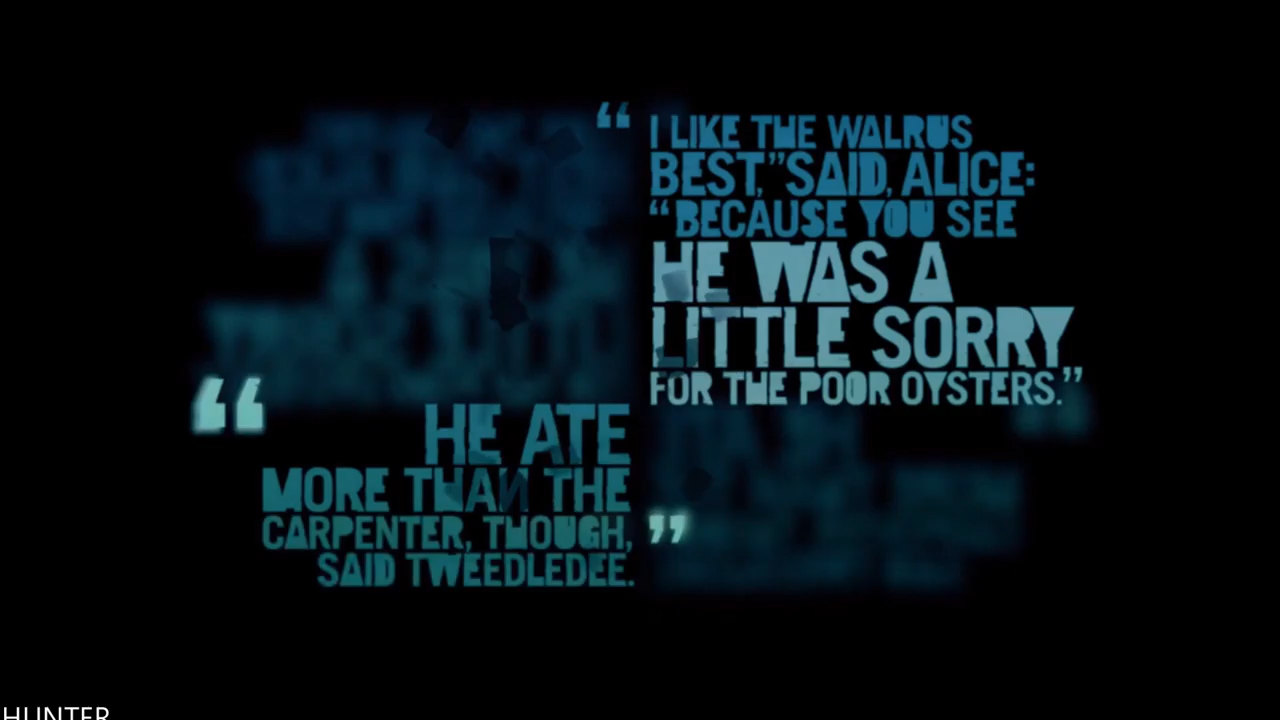 “ I LIKE THE WALRUS
BEST,” SAID, ALICE:
“ BECAUSE YOU SEE
HE WAS A
LITTLE SORRY
FOR THE POOR OYSTERS.”
“ HE ATE
MORE THAN THE
CARPENTER, THOUGH, ”
SAID TWEEDLEDEE.
HUNTER